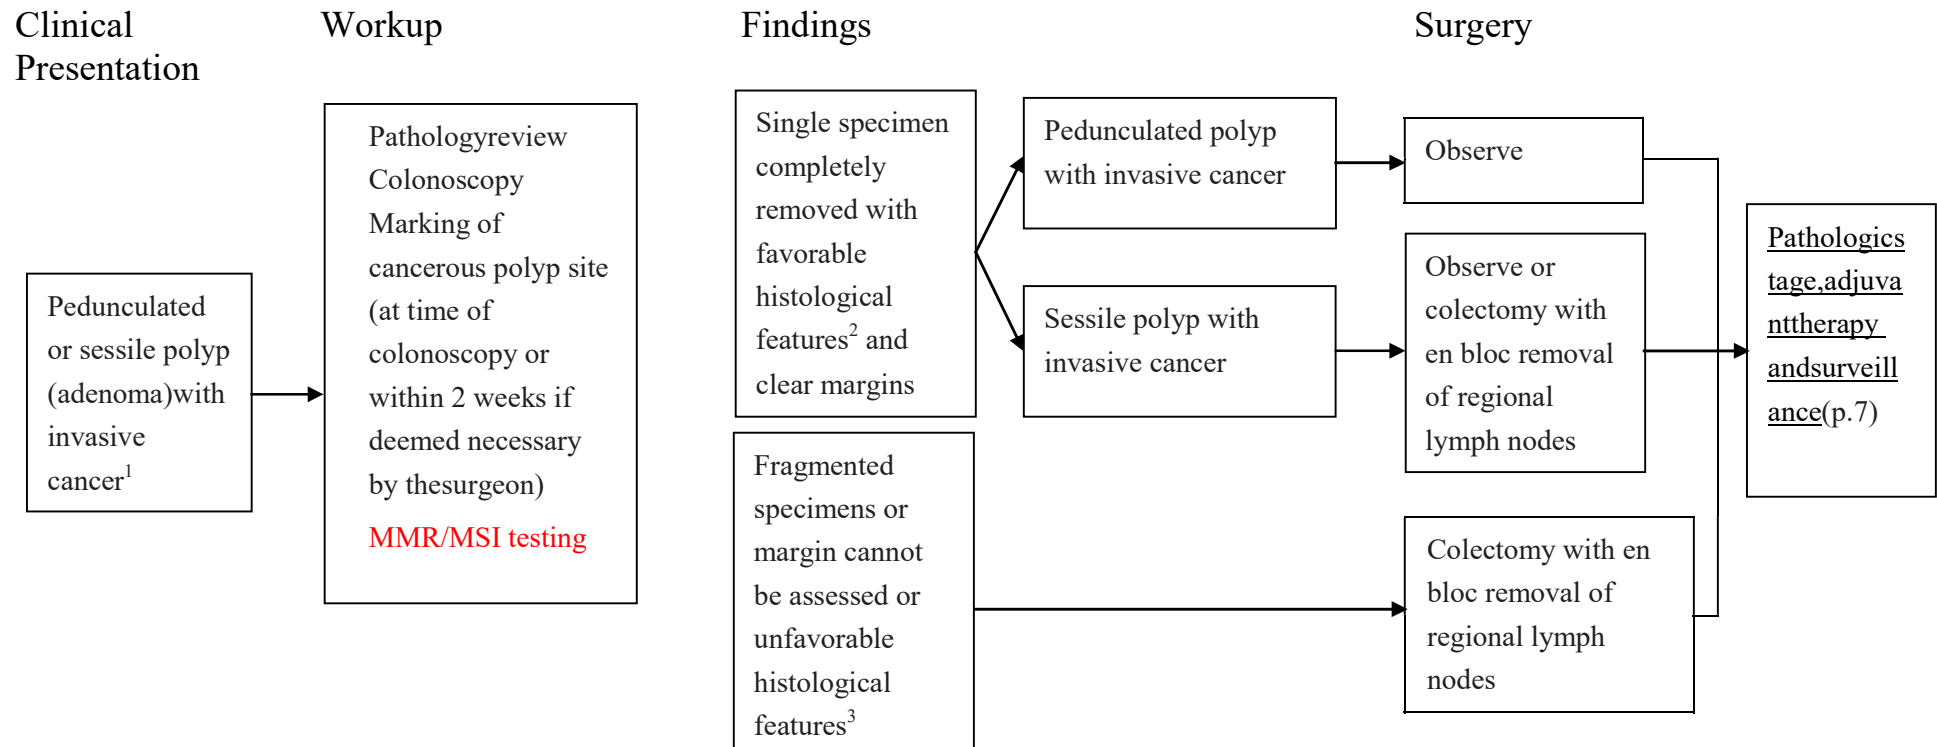 Clinical
Presentation
Workup
Findings
Surgery
Pedunculated
or sessile polyp
(adenoma)with
invasive
cancer1
Pathologyreview
Colonoscopy
Marking of
cancerous polyp site
(at time of
colonoscopy or
within 2 weeks if
deemed necessary
by thesurgeon)
MMR/MSI testing
Single specimen
completely
removed with
favorable
histological
features2 and
clear margins
Fragmented
specimens or
margin cannot
be assessed or
unfavorable
histological
features3
Pedunculated polyp
with invasive cancer
Sessile polyp with
invasive cancer
Observe
Observe or
colectomy with
en bloc removal
of regional
lymph nodes
Colectomy with en
bloc removal of
regional lymph
nodes
Pathologics
tage,adjuva
nttherapy
andsurveill
ance(p.7)